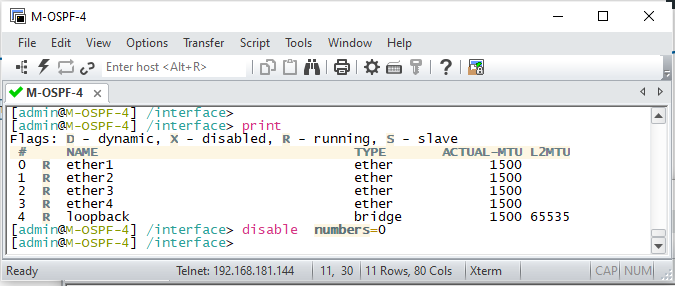 M-OSPF-4
File Edit View Options Transfer Script Tools Window Help
Enter host <Alt+R>
M-OSPF-4
[admin@M-OSPF-4] /interface>
[admin@M-OSPF-4] /interface> print
Flags: D - dynamic, X - disabled, R - running, S - slave
# NAME TYPE ACTUAL-MTU L2MTU
0 R ether1 ether 1500
1 R ether2 ether 1500
2 R ether3 ether 1500
3 R ether4 ether 1500
4 R loopback bridge 1500 65535
[admin@M-OSPF-4] /interface> disable numbers=0
[admin@M-OSPF-4] /interface>
Ready Telnet: 192.168.181.144 11, 30 11 Rows, 80 Cols Xterm CAP NUM